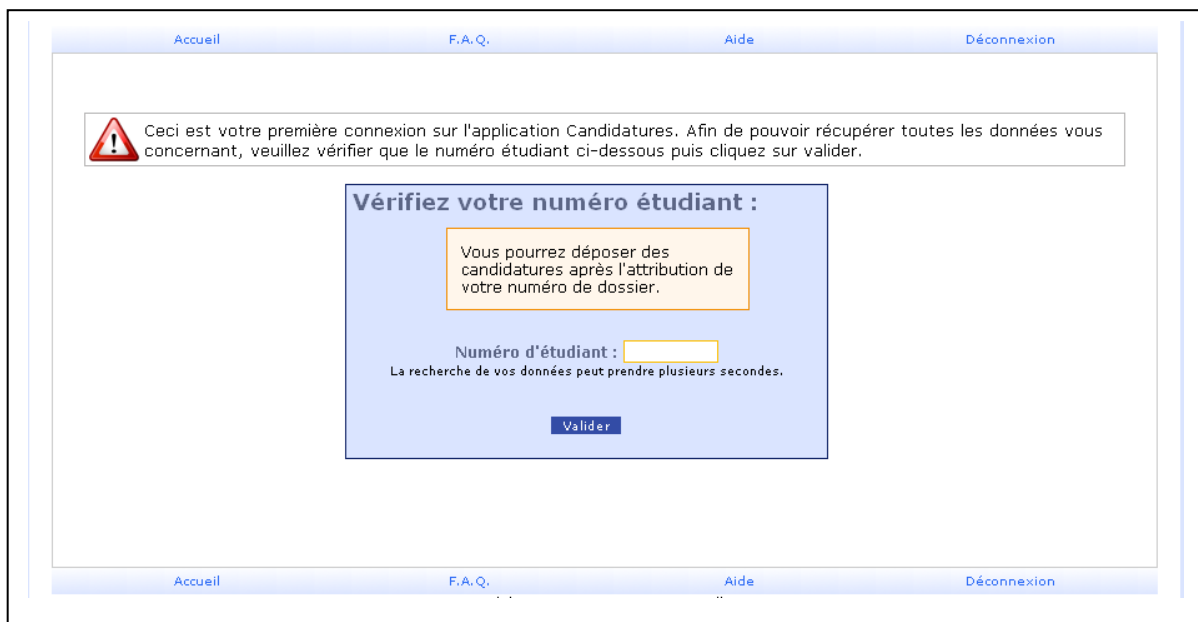 Accueil F.A.Q. Aide Déconnexion
Ceci est votre première connexion sur l'application Candidatures. Afin de pouvoir récupérer toutes les données vous
concernant, veuillez vérifier que le numéro étudiant ci-dessous puis cliquez sur valider.
Vérifiez votre numéro étudiant :
Vous pourrez déposer des
candidatures après l'attribution de
votre numéro de dossier.
Numéro d'étudiant :
La recherche de vos données peut prendre plusieurs secondes.
Valider
Accueil F.A.Q. Aide Déconnexion